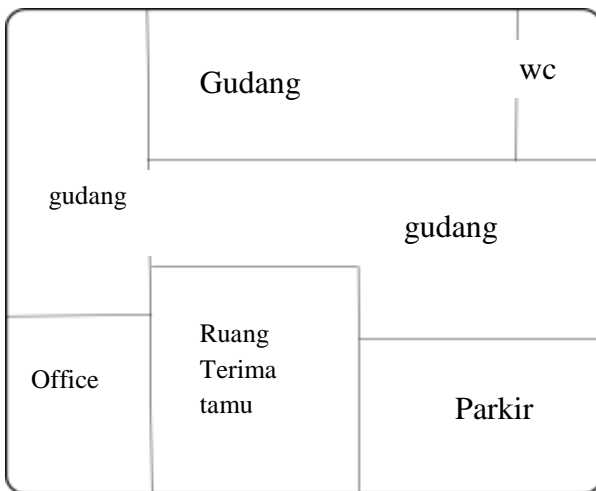 Gudang
wc
gudang
gudang
Ruang
Terima
tamu
Office
Parkir